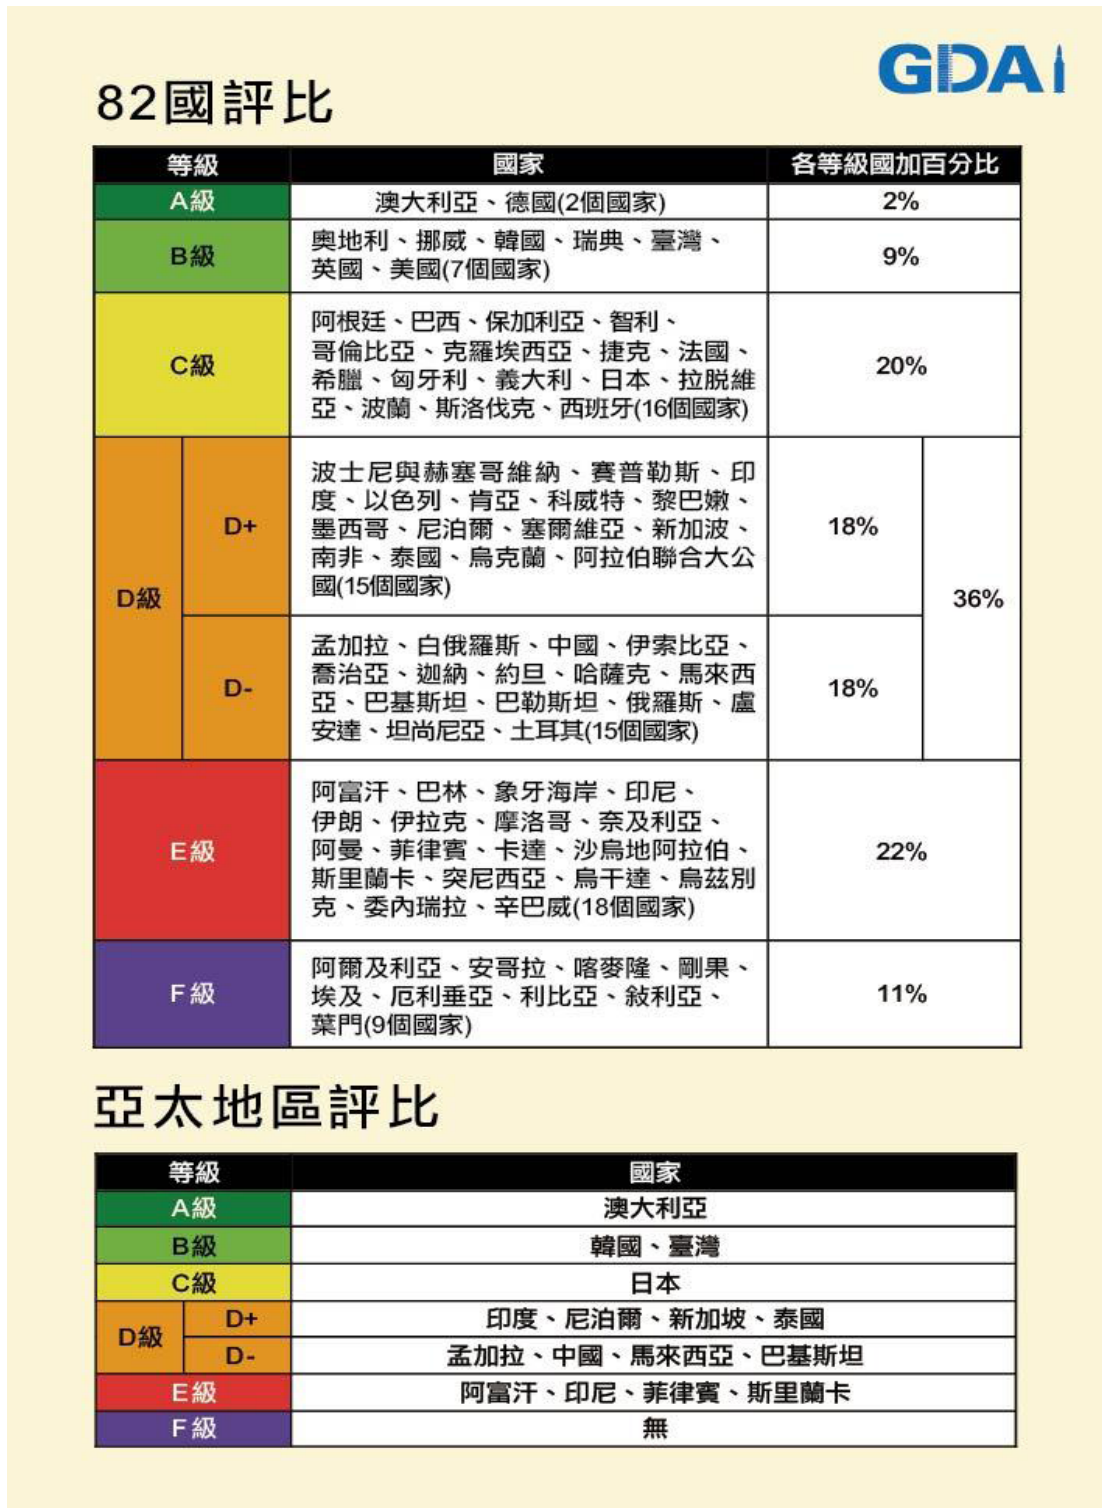 GDAI
82國評比
等級 國家 各等級國加百分比
A級 澳大利亞、德國(2個國家) 2%
B級 奧地利、挪威、韓國、瑞典、臺灣、
英國、美國(7個國家) 9%
C級 阿根廷、巴西、保加利亞、智利、
哥倫比亞、克羅埃西亞、捷克、法國、
希臘、匈牙利、義大利、日本、拉脱維
亞、波蘭、斯洛伐克、西班牙(16個國家) 20%
D級 D+ 波士尼與赫塞哥維納、賽普勒斯、印
度、以色列、肯亞、科威特、黎巴嫩、
墨西哥、尼泊爾、塞爾維亞、新加波、
南非、泰國、烏克蘭、阿拉伯聯合大公
國(15個國家) 18% 36%
D- 孟加拉、白俄羅斯、中國、伊索比亞、
喬治亞、迦納、約旦、哈薩克、馬來西
亞、巴基斯坦、巴勒斯坦、俄羅斯、盧
安達、坦尚尼亞、土耳其(15個國家) 18%
E級 阿富汗、巴林、象牙海岸、印尼、
伊朗、伊拉克、摩洛哥、奈及利亞、
阿曼、菲律賓、卡達、沙烏地阿拉伯、
斯里蘭卡、突尼西亞、烏干達、烏茲別
克、委內瑞拉、辛巴威(18個國家) 22%
F級 阿爾及利亞、安哥拉、喀麥隆、剛果、
埃及、厄利垂亞、利比亞、敍利亞、
葉門(9個國家) 11%
亞太地區評比
等級 國家
A級 澳大利亞
B級 韓國、臺灣
C級 日本
D級 D+ 印度、尼泊爾、新加坡、泰國
D- 孟加拉、中國、馬來西亞、巴基斯坦
E級 阿富汗、印尼、菲律賓、斯里蘭卡
F級 無